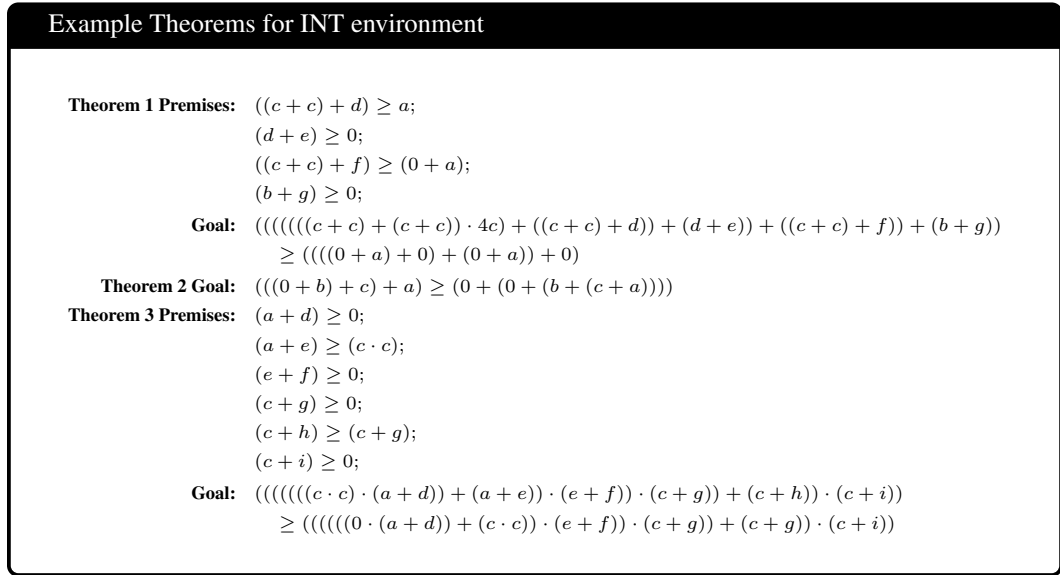 Example Theorems for INT environment
Theorem 1 Premises: ((c + c) + d) ≥ a;
(d + e) ≥ 0;
((c + c) + f) ≥ (0 + a);
(b + g) ≥ 0;
Goal: (((((((c + c) + (c + c)) · 4c) + ((c + c) + d)) + (d + e)) + ((c + c) + f)) + (b + g))
≥ ((((0 + a) + 0) + (0 + a)) + 0)
Theorem 2 Goal: (((0 + b) + c) + a) ≥ (0 + (0 + (b + (c + a))))
Theorem 3 Premises: (a + d) ≥ 0;
(a + e) ≥ (c · c);
(e + f) ≥ 0;
(c + g) ≥ 0;
(c + h) ≥ (c + g);
(c + i) ≥ 0;
Goal: (((((((c · c) · (a + d)) + (a + e)) · (e + f)) · (c + g)) + (c + h)) · (c + i))
≥ ((((((0 · (a + d)) + (c · c)) · (e + f)) · (c + g)) + (c + g)) · (c + i))